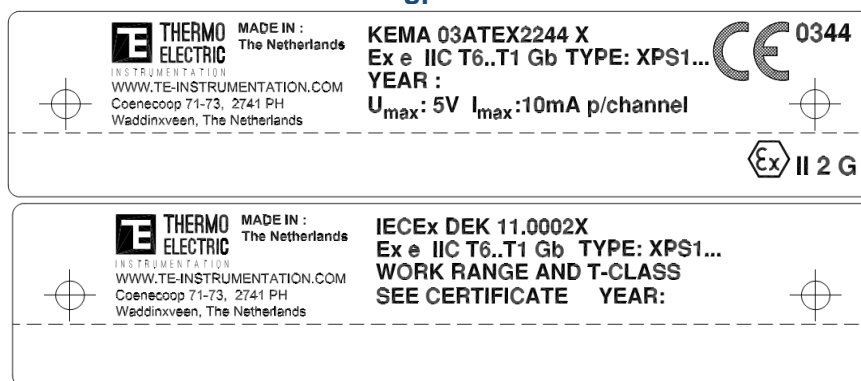 THERMO
ELECTRIC
INSTRUMENTATION
WWW.TE-INSTRUMENTATION.COM
Coenecoop 71-73, 2741 PH
Waddinxveen, The Netherlands
MADE IN :
The Netherlands
KEMA 03ATEX2244 X
Ex e IIC T6..T1 Gb TYPE: XPS1...
YEAR :
Umax: 5V Imax:10mA p/channel
CE 0344
Ex II 2 G
THERMO
ELECTRIC
INSTRUMENTATION
WWW.TE-INSTRUMENTATION.COM
Coenecoop 71-73, 2741 PH
Waddinxveen, The Netherlands
MADE IN :
The Netherlands
IECEx DEK 11.0002X
Ex e IIC T6..T1 Gb TYPE: XPS1...
WORK RANGE AND T-CLASS
SEE CERTIFICATE YEAR: